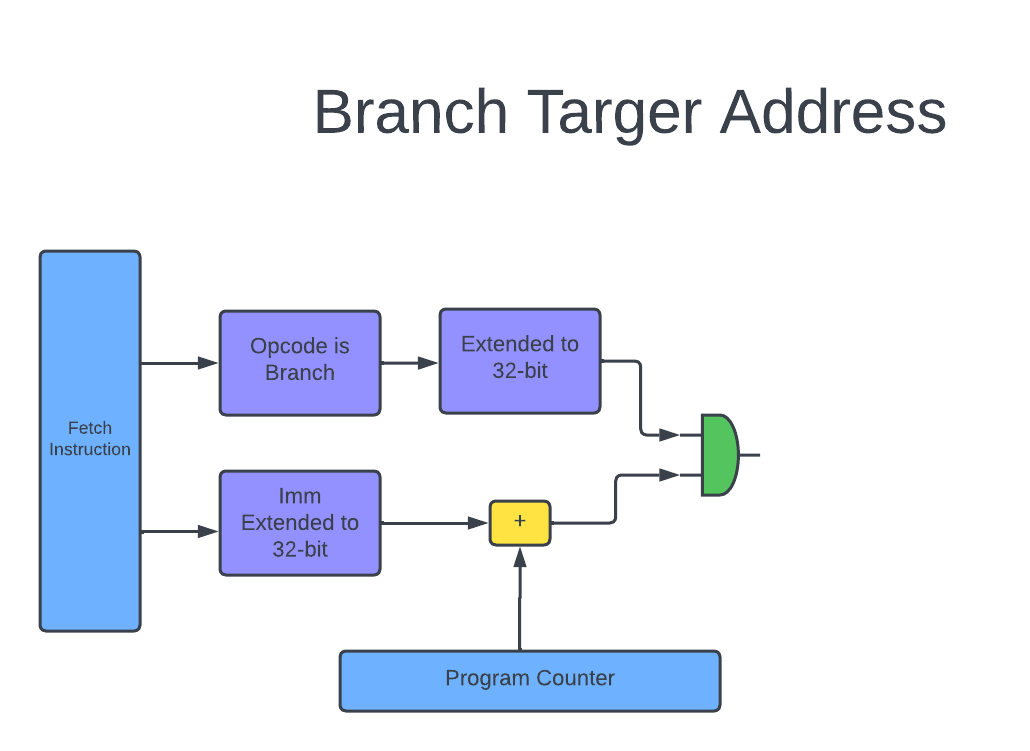 Branch Targer Address
Opcode is
Branch
Extended to
32-bit
Fetch
Instruction
Imm
Extended to
32-bit
+
Program Counter